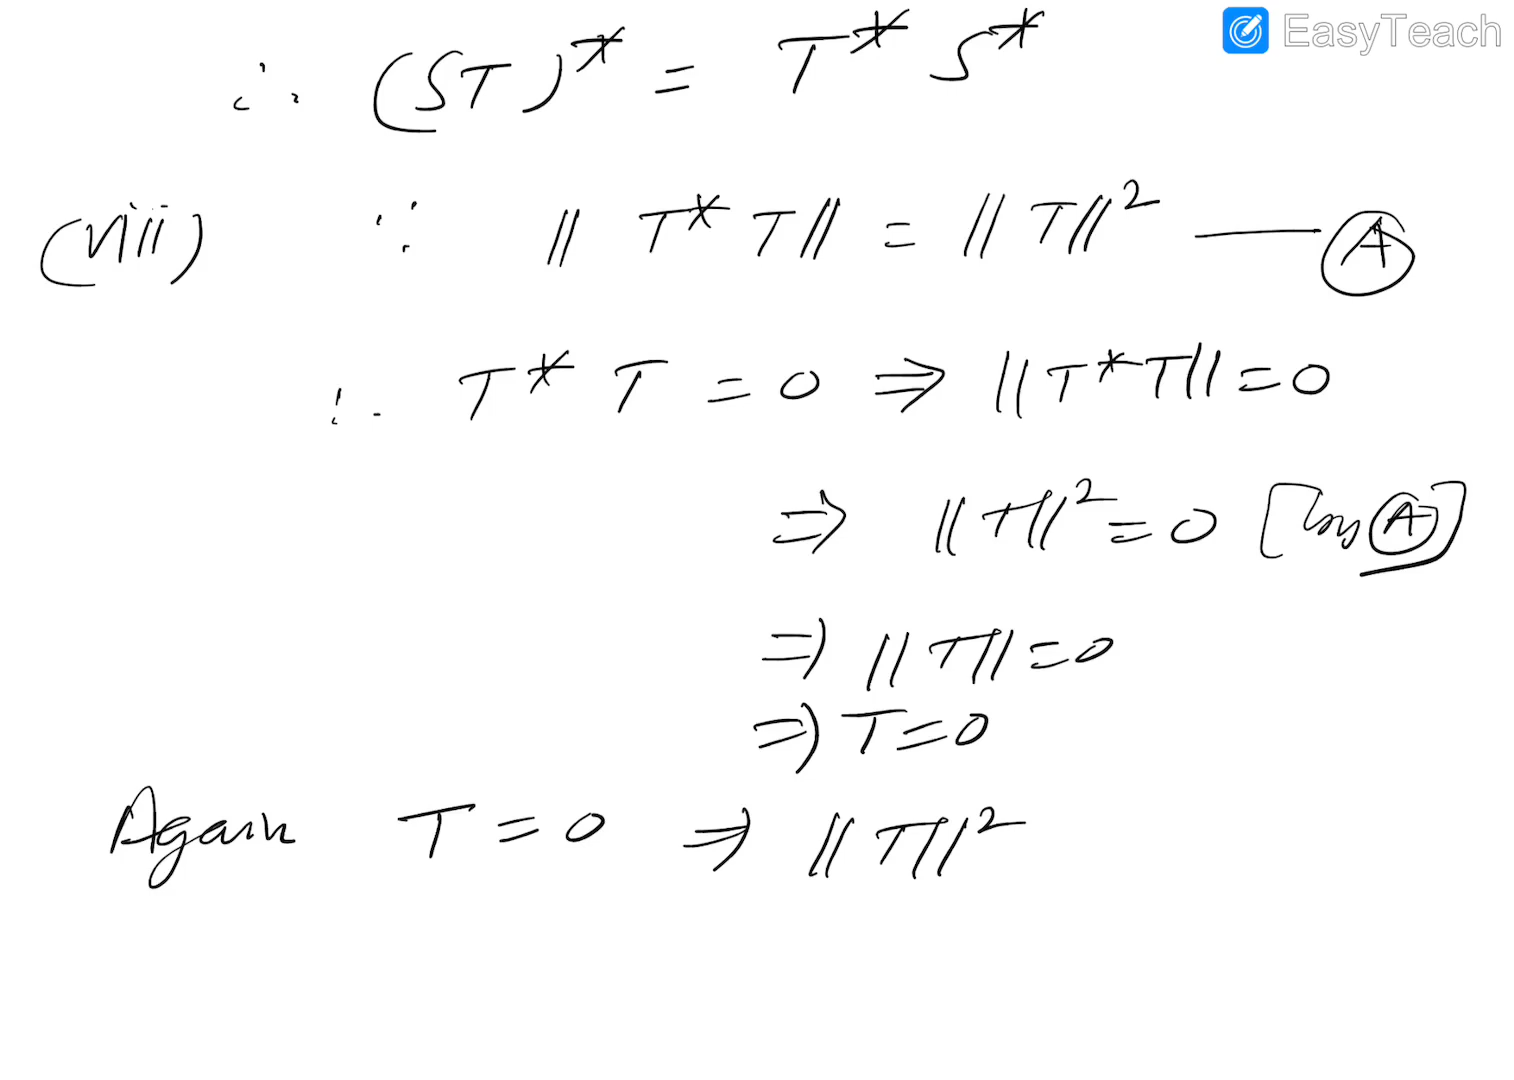 EasyTeach
∴ (ST)* = T* S*
(viii) ∵ || T* T|| = || T||² — Ⓐ
∴ T* T = 0 ⇒ ||T* T|| = 0
⇒ || T||² = 0 [by Ⓐ]
⇒ || T|| = 0
⇒ T = 0
Again T = 0 ⇒ || T||²